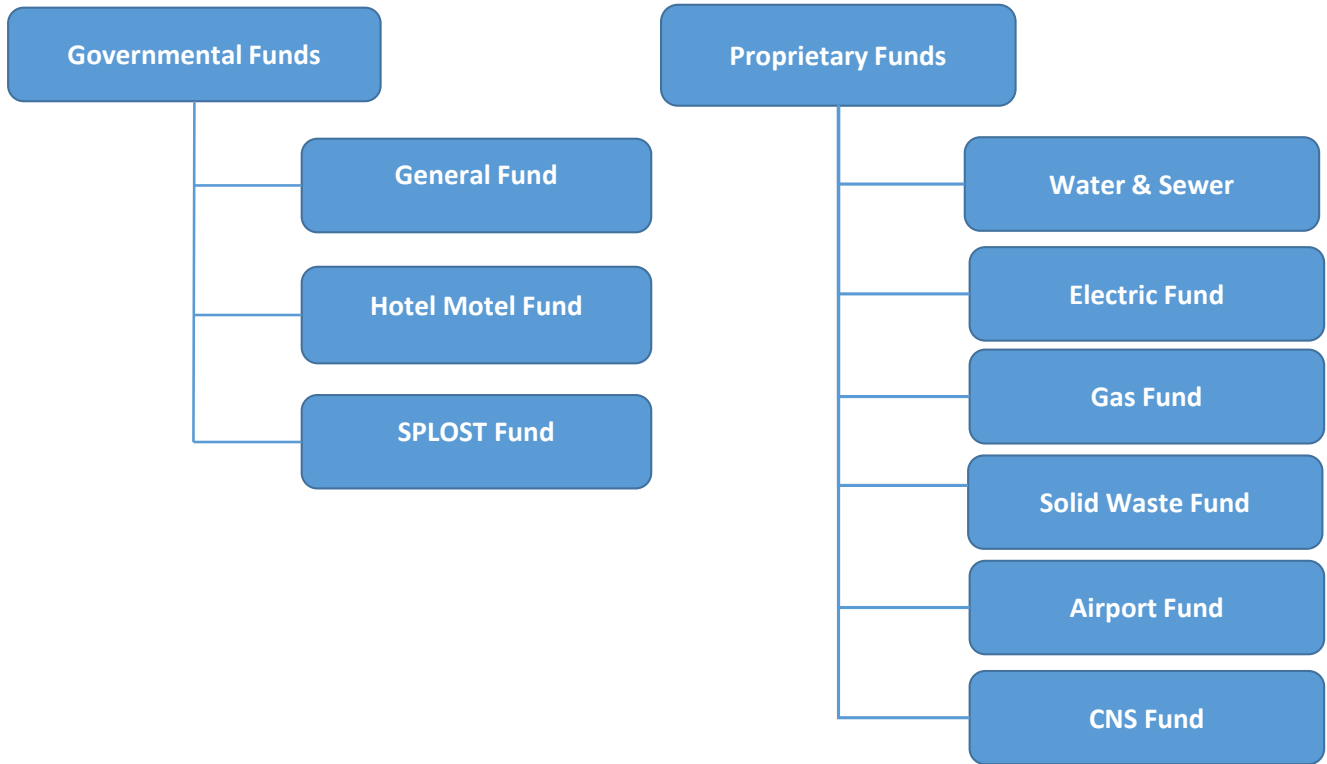 Governmental Funds
General Fund
Hotel Motel Fund
SPLOST Fund
Proprietary Funds
Water & Sewer
Electric Fund
Gas Fund
Solid Waste Fund
Airport Fund
CNS Fund